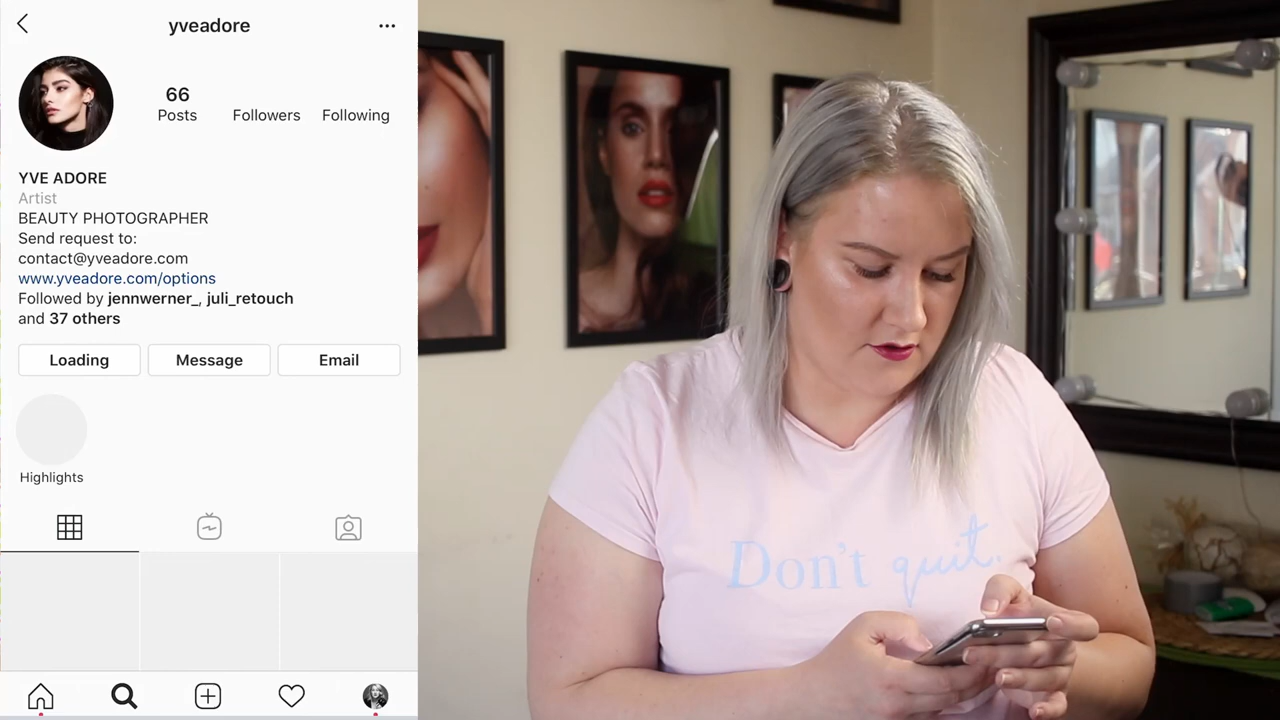 yveadore
66
Posts
Followers
Following
YVE ADORE
Artist
BEAUTY PHOTOGRAPHER
Send request to:
contact@yveadore.com
www.yveadore.com/options
Followed by jennwerner_, juli_retouch
and 37 others
Loading
Message
Email
Highlights
Don't quit.